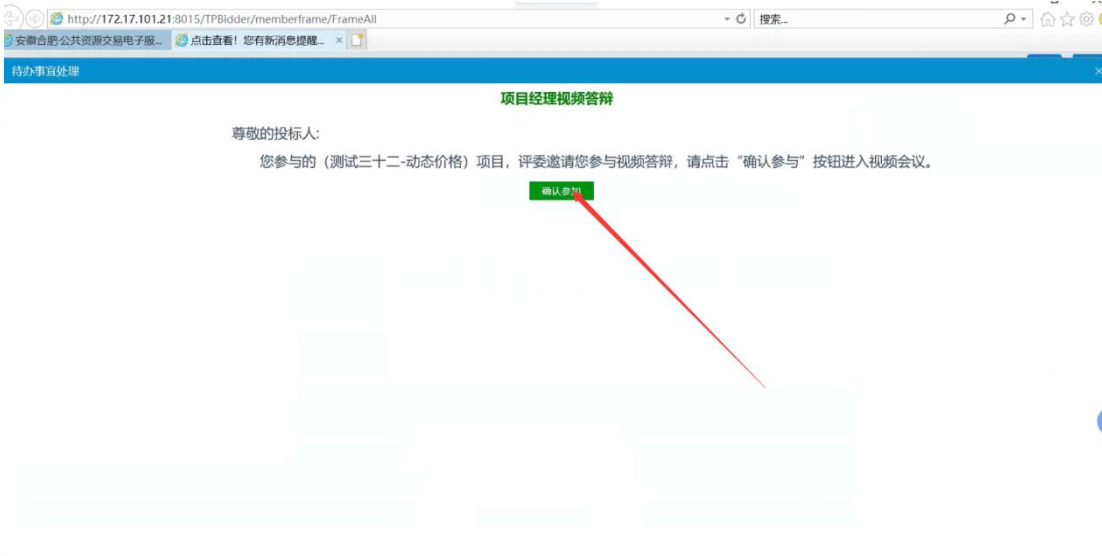 http://172.17.101.21:8015/TPBidder/memberframe/FrameAll
搜索...
安徽合肥公共资源交易电子服...
点击查看！您有新消息提醒...
待办事宜处理
项目经理视频答辩
尊敬的投标人:
您参与的（测试三十二-动态价格）项目，评委邀请您参与视频答辩，请点击“确认参与”按钮进入视频会议。
确认参加